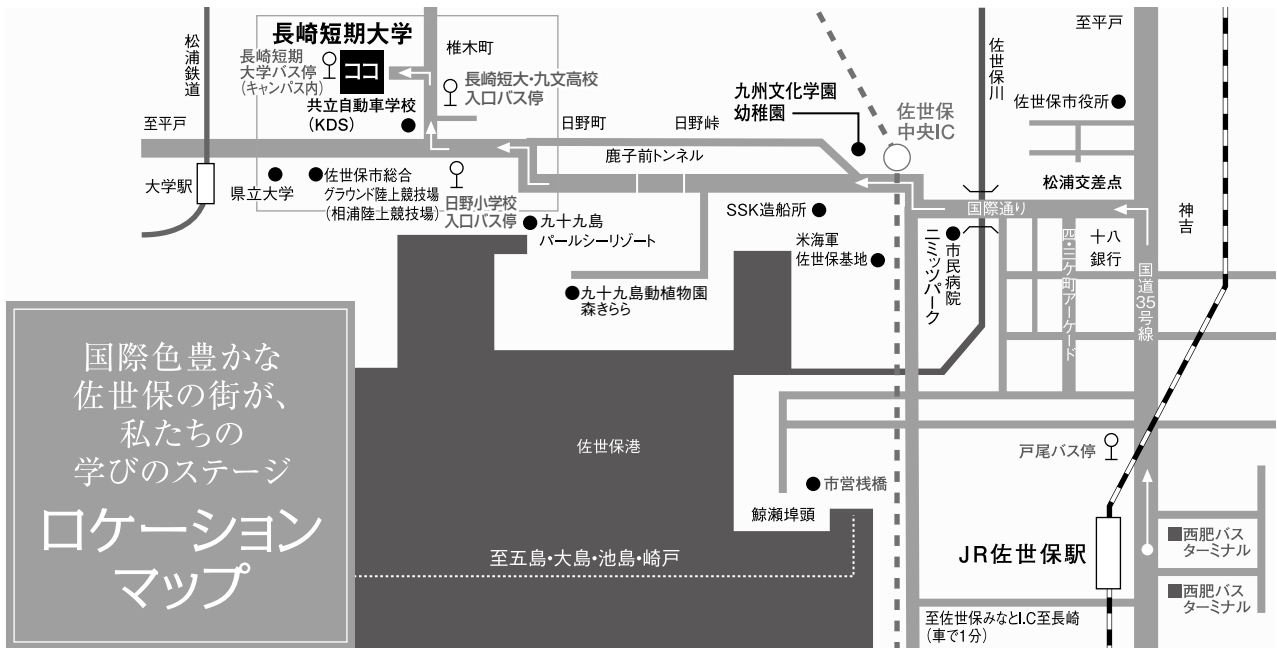 長崎短期大学
ココ
長崎短期
大学バス停
(キャンパス内)
椎木町
長崎短大・九文高校
入口バス停
共立自動車学校
(KDS)
松浦鉄道
至平戸
大学駅
県立大学
佐世保市総合
グラウンド陸上競技場
(相浦陸上競技場)
日野小学校
入口バス停
日野町
日野峠
鹿子前トンネル
九州文化学園
幼稚園
佐世保
中央IC
佐世保川
至平戸
佐世保市役所
松浦交差点
国際通り
神吉
十八
銀行
国道35号線
四・三ケ町アーケード
市民病院
ニミッツパーク
SSK造船所
米海軍
佐世保基地
九十九島
パールシーリゾート
九十九島動植物園
森きらら
佐世保港
市営桟橋
鯨瀬埠頭
至五島・大島・池島・崎戸
戸尾バス停
JR佐世保駅
西肥バス
ターミナル
西肥バス
ターミナル
至佐世保みなとI.C至長崎
(車で1分)
国際色豊かな
佐世保の街が、
私たちの
学びのステージ
ロケーション
マップ